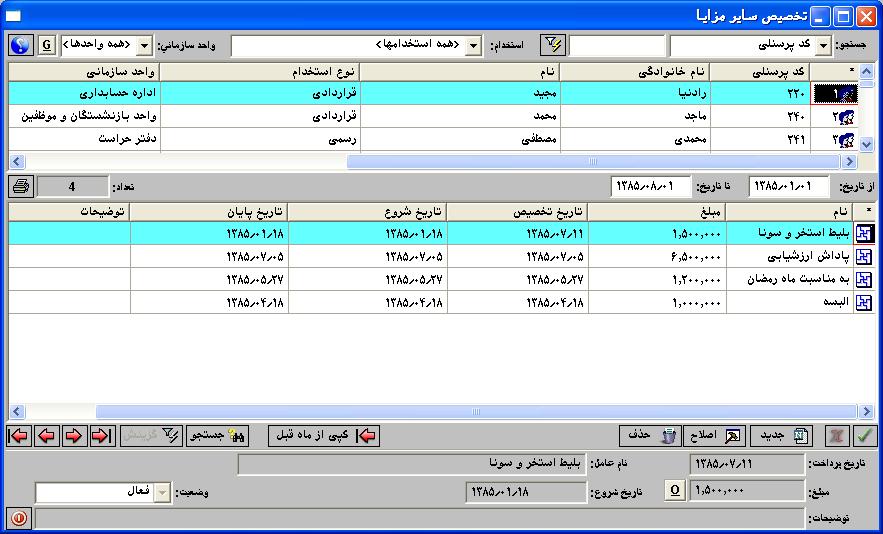 تخصیص سایر مزایا
جستجو: کد پرسنلی استخدام: <همه استخدامها> واحد سازمانی: <همه واحدها> G
* کد پرسنلی نام خانوادگی نام نوع استخدام واحد سازمانی
۱ ۲۲۰ رادنیا مجید قراردادی اداره حسابداری
۲ ۲۴۰ ماجد محمد قراردادی واحد بازنشستگان و موظفین
۳ ۲۴۱ محمدی مصطفی رسمی دفتر حراست
از تاریخ: ۱۳۸۵/۰۱/۰۱ تا تاریخ: ۱۳۸۵/۰۸/۰۱ تعداد: 4
* نام مبلغ تاریخ تخصیص تاریخ شروع تاریخ پایان توضیحات
بلیط استخر و سونا ۱,۵۰۰,۰۰۰ ۱۳۸۵/۰۷/۱۱ ۱۳۸۵/۰۱/۱۸ ۱۳۸۵/۰۱/۱۸
پاداش ارزشیابی ۶,۵۰۰,۰۰۰ ۱۳۸۵/۰۷/۰۵ ۱۳۸۵/۰۷/۰۵ ۱۳۸۵/۰۷/۰۵
به مناسبت ماه رمضان ۱,۲۰۰,۰۰۰ ۱۳۸۵/۰۵/۲۷ ۱۳۸۵/۰۵/۲۷ ۱۳۸۵/۰۵/۲۷
البسه ۱,۰۰۰,۰۰۰ ۱۳۸۵/۰۴/۱۸ ۱۳۸۵/۰۴/۱۸ ۱۳۸۵/۰۴/۱۸
جدید اصلاح حذف کپی از ماه قبل جستجو گزینش
تاریخ پرداخت: ۱۳۸۵/۰۷/۱۱ نام عامل: بلیط استخر و سونا
مبلغ: ۱,۵۰۰,۰۰۰ O تاریخ شروع: ۱۳۸۵/۰۱/۱۸ وضعیت: فعال
توضیحات: